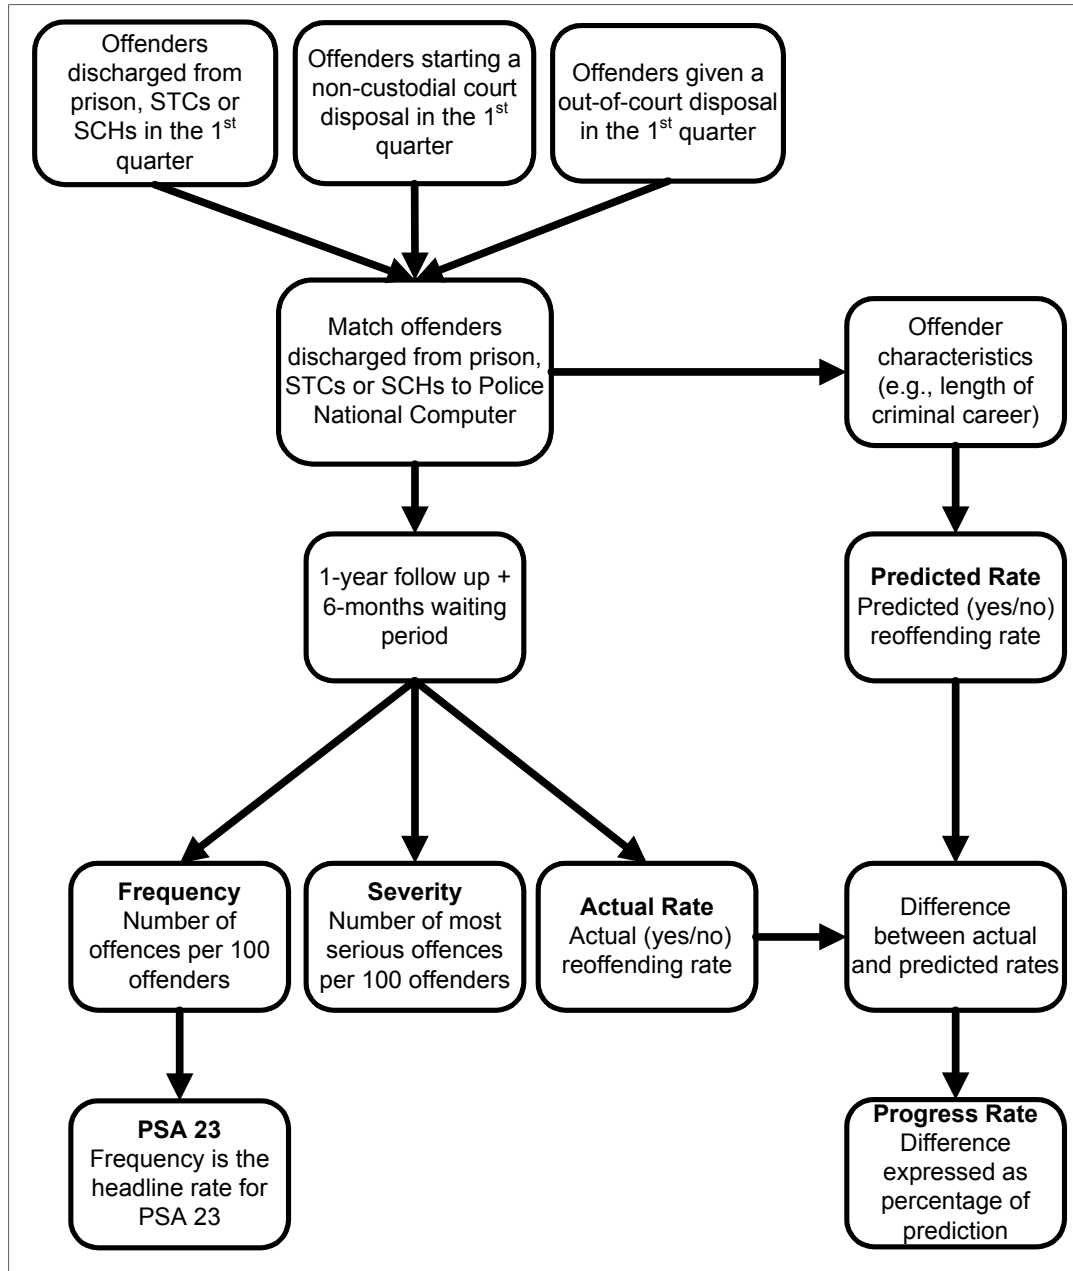 Offenders
discharged from
prison, STCs or
SCHs in the 1st
quarter
Offenders starting a
non-custodial court
disposal in the 1st
quarter
Offenders given a
out-of-court disposal
in the 1st quarter
Match offenders
discharged from prison,
STCs or SCHs to Police
National Computer
Offender
characteristics
(e.g., length of
criminal career)
1-year follow up +
6-months waiting
period
Predicted Rate
Predicted (yes/no)
reoffending rate
Frequency
Number of
offences per 100
offenders
Severity
Number of most
serious offences
per 100 offenders
Actual Rate
Actual (yes/no)
reoffending rate
Difference
between actual
and predicted rates
PSA 23
Frequency is the
headline rate for
PSA 23
Progress Rate
Difference
expressed as
percentage of
prediction